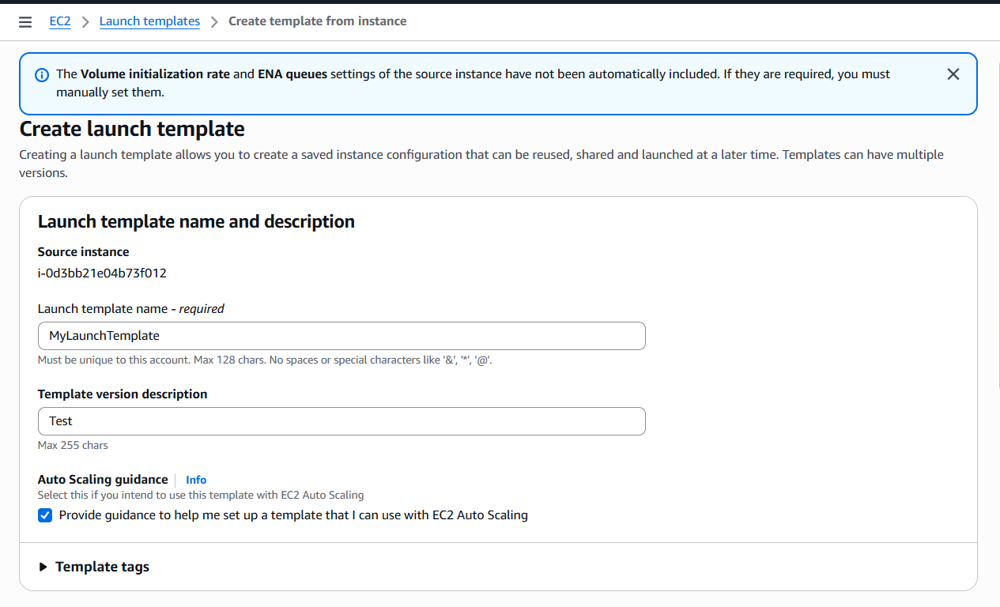 EC2 > Launch templates > Create template from instance
The Volume initialization rate and ENA queues settings of the source instance have not been automatically included. If they are required, you must
manually set them.
Create launch template
Creating a launch template allows you to create a saved instance configuration that can be reused, shared and launched at a later time. Templates can have multiple
versions.
Launch template name and description
Source instance
i-0d3bb21e04b73f012
Launch template name - required
MyLaunchTemplate
Must be unique to this account. Max 128 chars. No spaces or special characters like '&', '*', '@'.
Template version description
Test
Max 255 chars
Auto Scaling guidance | Info
Select this if you intend to use this template with EC2 Auto Scaling
Provide guidance to help me set up a template that I can use with EC2 Auto Scaling
Template tags